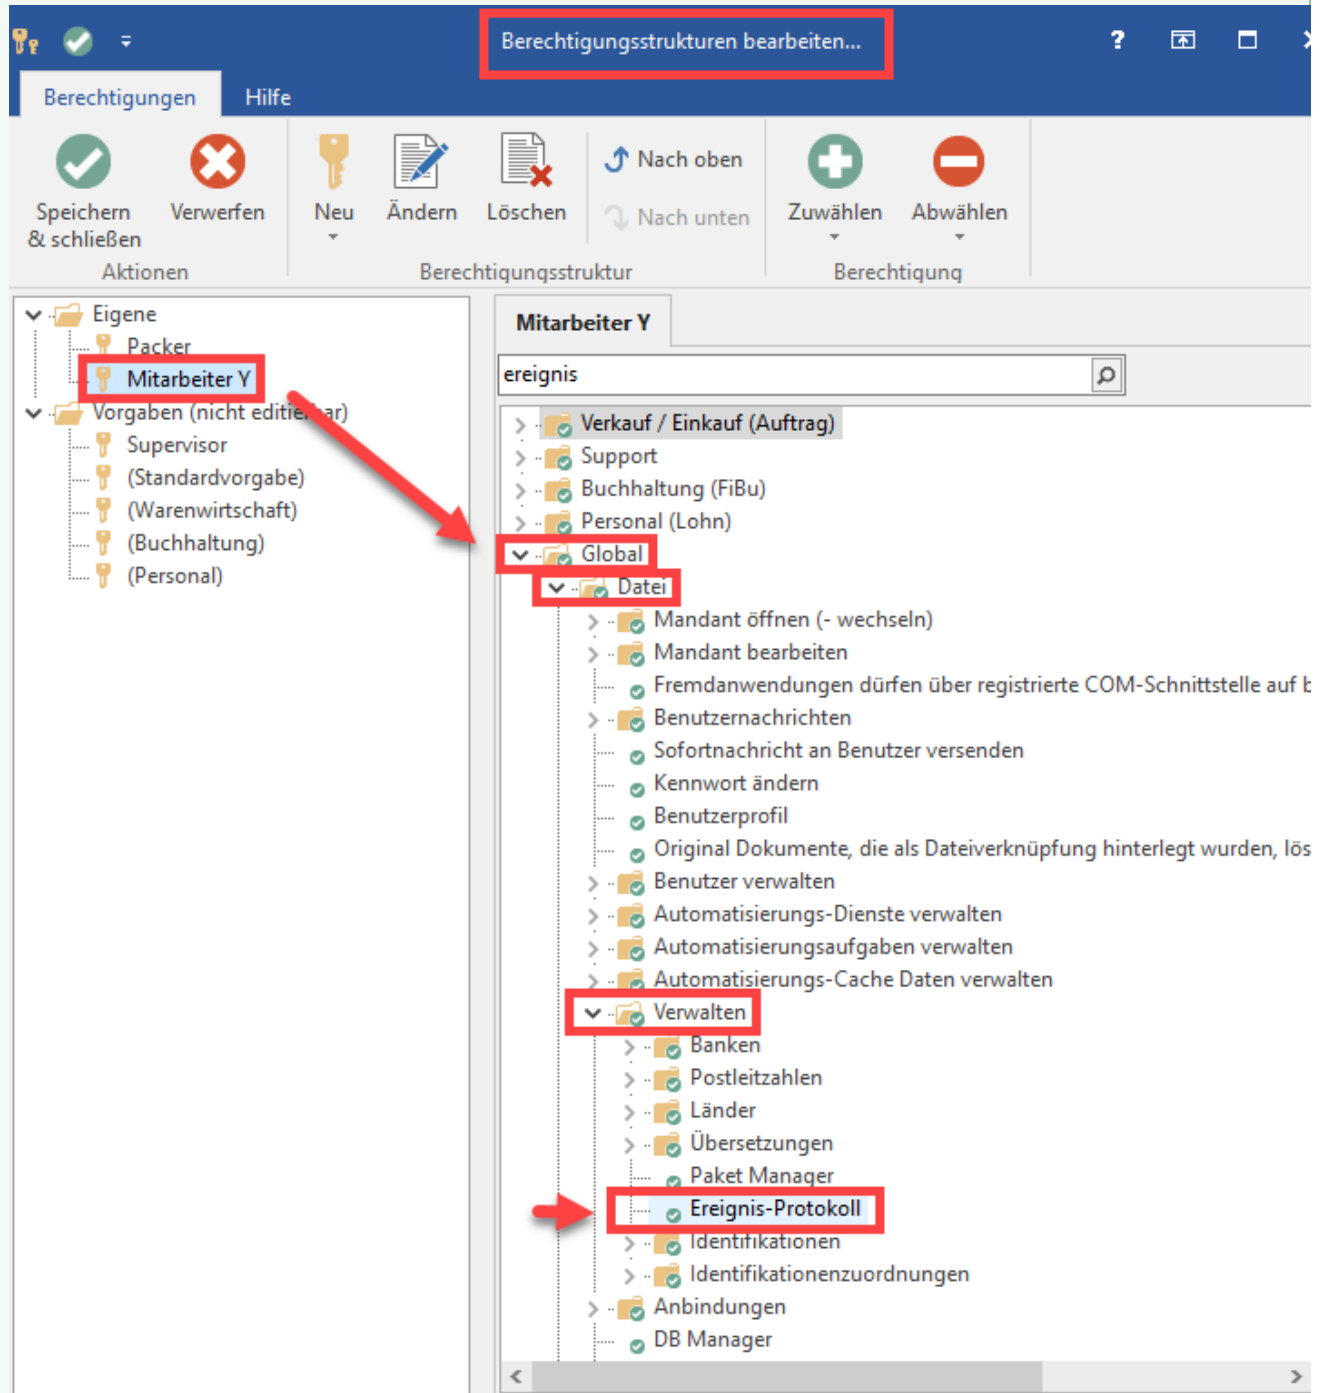 Berechtigungsstrukturen bearbeiten...
?
Berechtigungen Hilfe
Speichern & schließen
Verwerfen
Neu
Ändern
Löschen
Nach oben
Nach unten
Zuwählen
Abwählen
Aktionen
Berechtigungsstruktur
Berechtigung
Eigene
Packer
Mitarbeiter Y
Vorgaben (nicht editierbar)
Supervisor
(Standardvorgabe)
(Warenwirtschaft)
(Buchhaltung)
(Personal)
Mitarbeiter Y
ereignis
Verkauf / Einkauf (Auftrag)
Support
Buchhaltung (FiBu)
Personal (Lohn)
Global
Datei
Mandant öffnen (- wechseln)
Mandant bearbeiten
Fremdanwendungen dürfen über registrierte COM-Schnittstelle auf b
Benutzernachrichten
Sofortnachricht an Benutzer versenden
Kennwort ändern
Benutzerprofil
Original Dokumente, die als Dateiverknüpfung hinterlegt wurden, lös
Benutzer verwalten
Automatisierungs-Dienste verwalten
Automatisierungsaufgaben verwalten
Automatisierungs-Cache Daten verwalten
Verwalten
Banken
Postleitzahlen
Länder
Übersetzungen
Paket Manager
Ereignis-Protokoll
Identifikationen
Identifikationenzuordnungen
Anbindungen
DB Manager